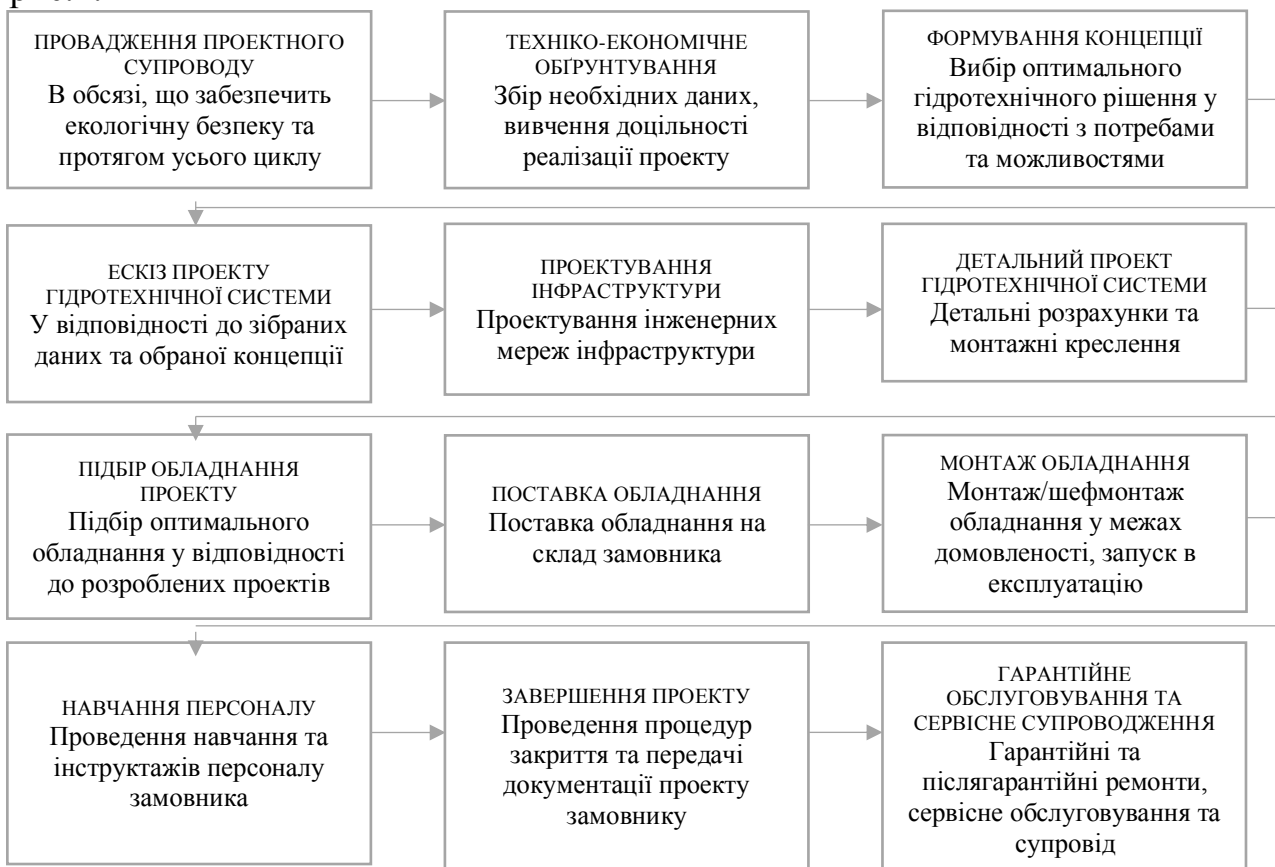 ПРОВАДЖЕННЯ ПРОЕКТНОГО
СУПРОВОДУ
В обсязі, що забезпечить
екологічну безпеку та
протягом усього циклу
ТЕХНІКО-ЕКОНОМІЧНЕ
ОБҐРУНТУВАННЯ
Збір необхідних даних,
вивчення доцільності
реалізації проекту
ФОРМУВАННЯ КОНЦЕПЦІЇ
Вибір оптимального
гідротехнічного рішення у
відповідності з потребами
та можливостями
ЕСКІЗ ПРОЕКТУ
ГІДРОТЕХНІЧНОЇ СИСТЕМИ
У відповідності до зібраних
даних та обраної концепції
ПРОЕКТУВАННЯ
ІНФРАСТРУКТУРИ
Проектування інженерних
мереж інфраструктури
ДЕТАЛЬНИЙ ПРОЕКТ
ГІДРОТЕХНІЧНОЇ СИСТЕМИ
Детальні розрахунки та
монтажні креслення
ПІДБІР ОБЛАДНАННЯ
ПРОЕКТУ
Підбір оптимального
обладнання у відповідності
до розроблених проектів
ПОСТАВКА ОБЛАДНАННЯ
Поставка обладнання на
склад замовника
МОНТАЖ ОБЛАДНАННЯ
Монтаж/шефмонтаж
обладнання у межах
домовленості, запуск в
експлуатацію
НАВЧАННЯ ПЕРСОНАЛУ
Проведення навчання та
інструктажів персоналу
замовника
ЗАВЕРШЕННЯ ПРОЕКТУ
Проведення процедур
закриття та передачі
документації проекту
замовнику
ГАРАНТІЙНЕ
ОБСЛУГОВУВАННЯ ТА
СЕРВІСНЕ СУПРОВОДЖЕННЯ
Гарантійні та
післягарантійні ремонти,
сервісне обслуговування та
супровід